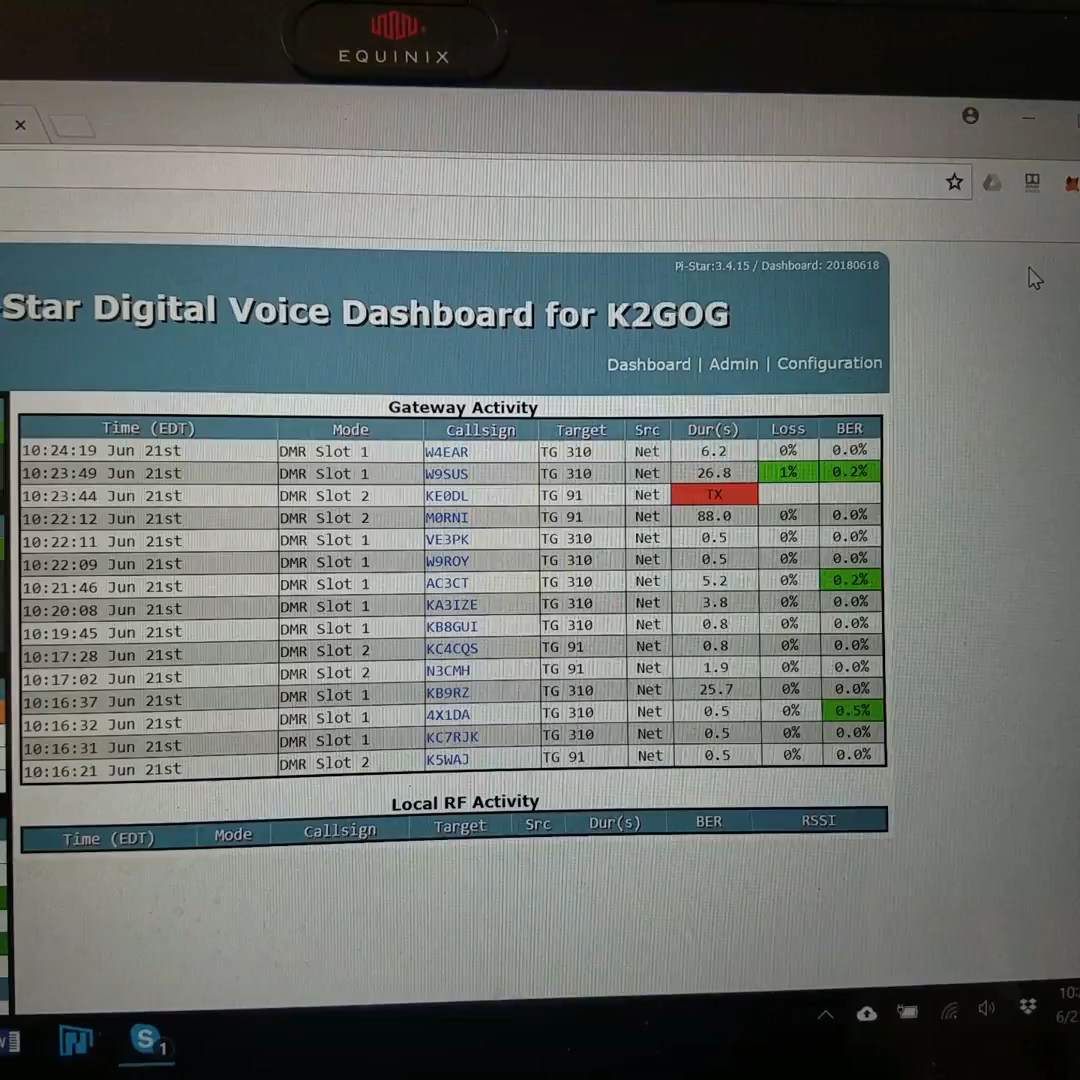 EQUINIX
Pi-Star:3.4.15 / Dashboard: 20180618
Star Digital Voice Dashboard for K2GOG
Dashboard | Admin | Configuration
Gateway Activity
Time (EDT) Mode Callsign Target Src Dur(s) Loss BER
10:24:19 Jun 21st DMR Slot 1 W4EAR TG 310 Net 6.2 0% 0.0%
10:23:49 Jun 21st DMR Slot 1 W9SUS TG 310 Net 26.8 1% 0.2%
10:23:44 Jun 21st DMR Slot 2 KE0DL TG 91 Net TX
10:22:12 Jun 21st DMR Slot 2 M0RNI TG 91 Net 88.0 0% 0.0%
10:22:11 Jun 21st DMR Slot 1 VE3PK TG 310 Net 0.5 0% 0.0%
10:22:09 Jun 21st DMR Slot 1 W9ROY TG 310 Net 0.5 0% 0.0%
10:21:46 Jun 21st DMR Slot 1 AC3CT TG 310 Net 5.2 0% 0.2%
10:20:08 Jun 21st DMR Slot 1 KA3IZE TG 310 Net 3.8 0% 0.0%
10:19:45 Jun 21st DMR Slot 1 KB8GUI TG 310 Net 0.8 0% 0.0%
10:17:28 Jun 21st DMR Slot 2 KC4CQS TG 91 Net 0.8 0% 0.0%
10:17:02 Jun 21st DMR Slot 2 N3CMH TG 91 Net 1.9 0% 0.0%
10:16:37 Jun 21st DMR Slot 1 KB9RZ TG 310 Net 25.7 0% 0.0%
10:16:32 Jun 21st DMR Slot 1 4X1DA TG 310 Net 0.5 0% 0.5%
10:16:31 Jun 21st DMR Slot 1 KC7RJK TG 310 Net 0.5 0% 0.0%
10:16:21 Jun 21st DMR Slot 2 K5WAJ TG 91 Net 0.5 0% 0.0%
Local RF Activity
Time (EDT) Mode Callsign Target Src Dur(s) BER RSSI
10:
6/2
S 1